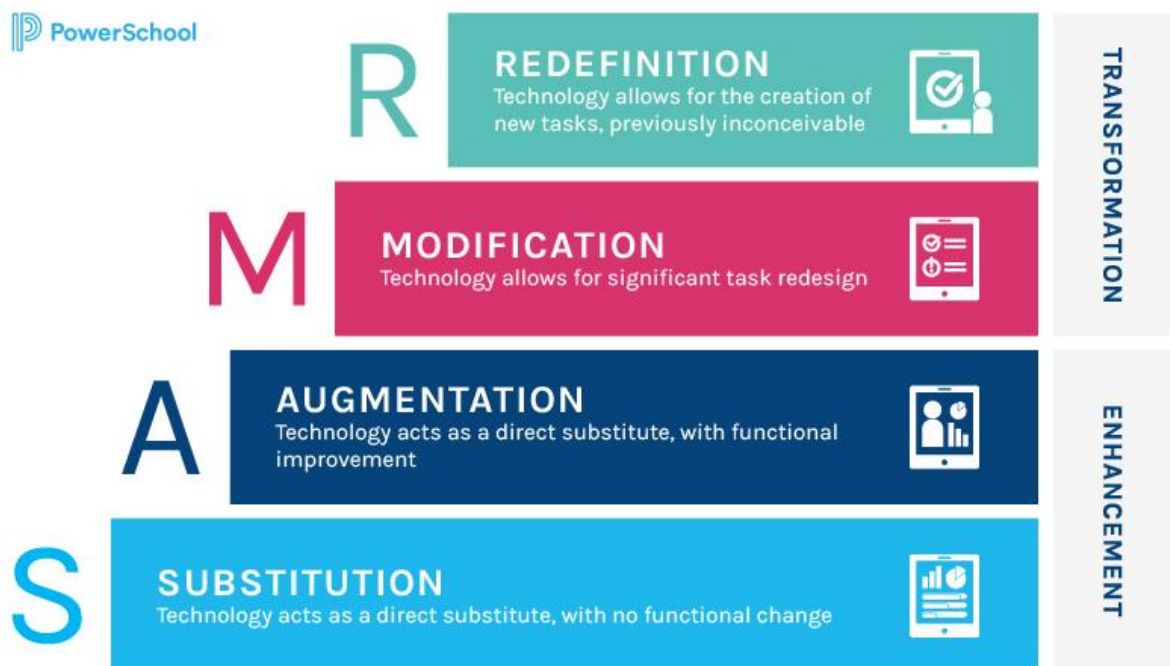 PowerSchool
R
REDEFINITION
Technology allows for the creation of
new tasks, previously inconceivable
M
MODIFICATION
Technology allows for significant task redesign
TRANSFORMATION
A
AUGMENTATION
Technology acts as a direct substitute, with functional
improvement
S
SUBSTITUTION
Technology acts as a direct substitute, with no functional change
ENHANCEMENT